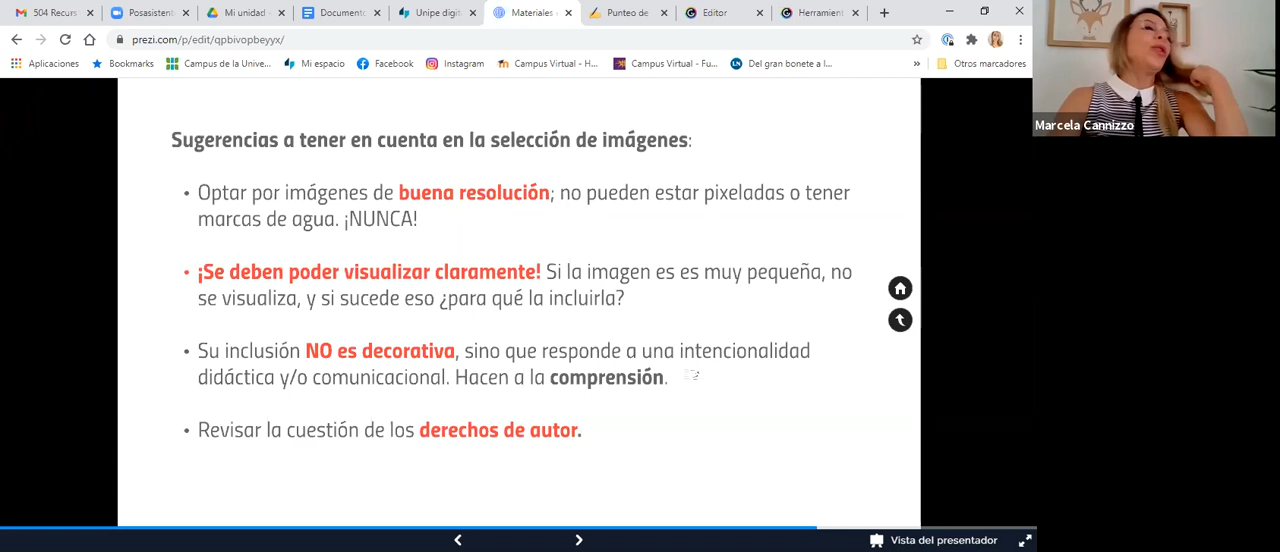 504 Recurs
Posasistent
Mi unidad
Document
Unipe digit
Materiales
Punteo de
Editor
Herramien
prezi.com/p/edit/qpbivopbeyyx/
Aplicaciones
Bookmarks
Campus de la Unive...
Mi espacio
Facebook
Instagram
Campus Virtual - H...
Campus Virtual - Fu...
LN
Del gran bonete a l...
»
Otros marcadores
Marcela Cannizzo
Sugerencias a tener en cuenta en la selección de imágenes:
• Optar por imágenes de buena resolución; no pueden estar pixeladas o tener
marcas de agua. ¡NUNCA!
• ¡Se deben poder visualizar claramente! Si la imagen es es muy pequeña, no
se visualiza, y si sucede eso ¿para qué la incluirla?
• Su inclusión NO es decorativa, sino que responde a una intencionalidad
didáctica y/o comunicacional. Hacen a la comprensión.
• Revisar la cuestión de los derechos de autor.
Vista del presentador